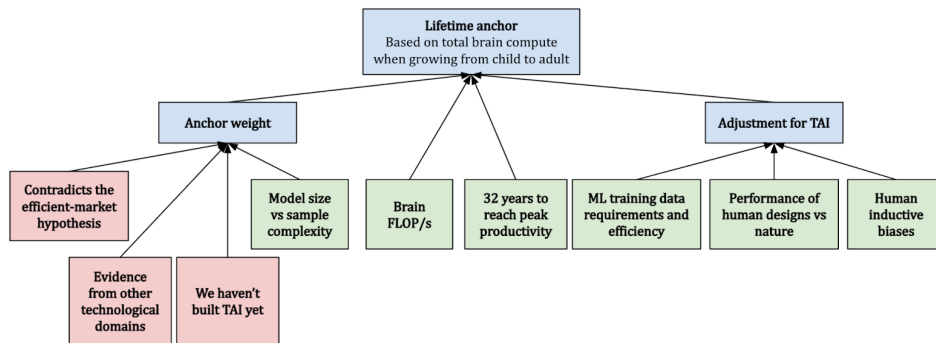 Lifetime anchor
Based on total brain compute
when growing from child to adult
Anchor weight
Adjustment for TAI
Contradicts the
efficient-market
hypothesis
Model size
vs sample
complexity
Brain
FLOP/s
32 years to
reach peak
productivity
ML training data
requirements and
efficiency
Performance of
human designs vs
nature
Human
inductive
biases
Evidence
from other
technological
domains
We haven't
built TAI yet